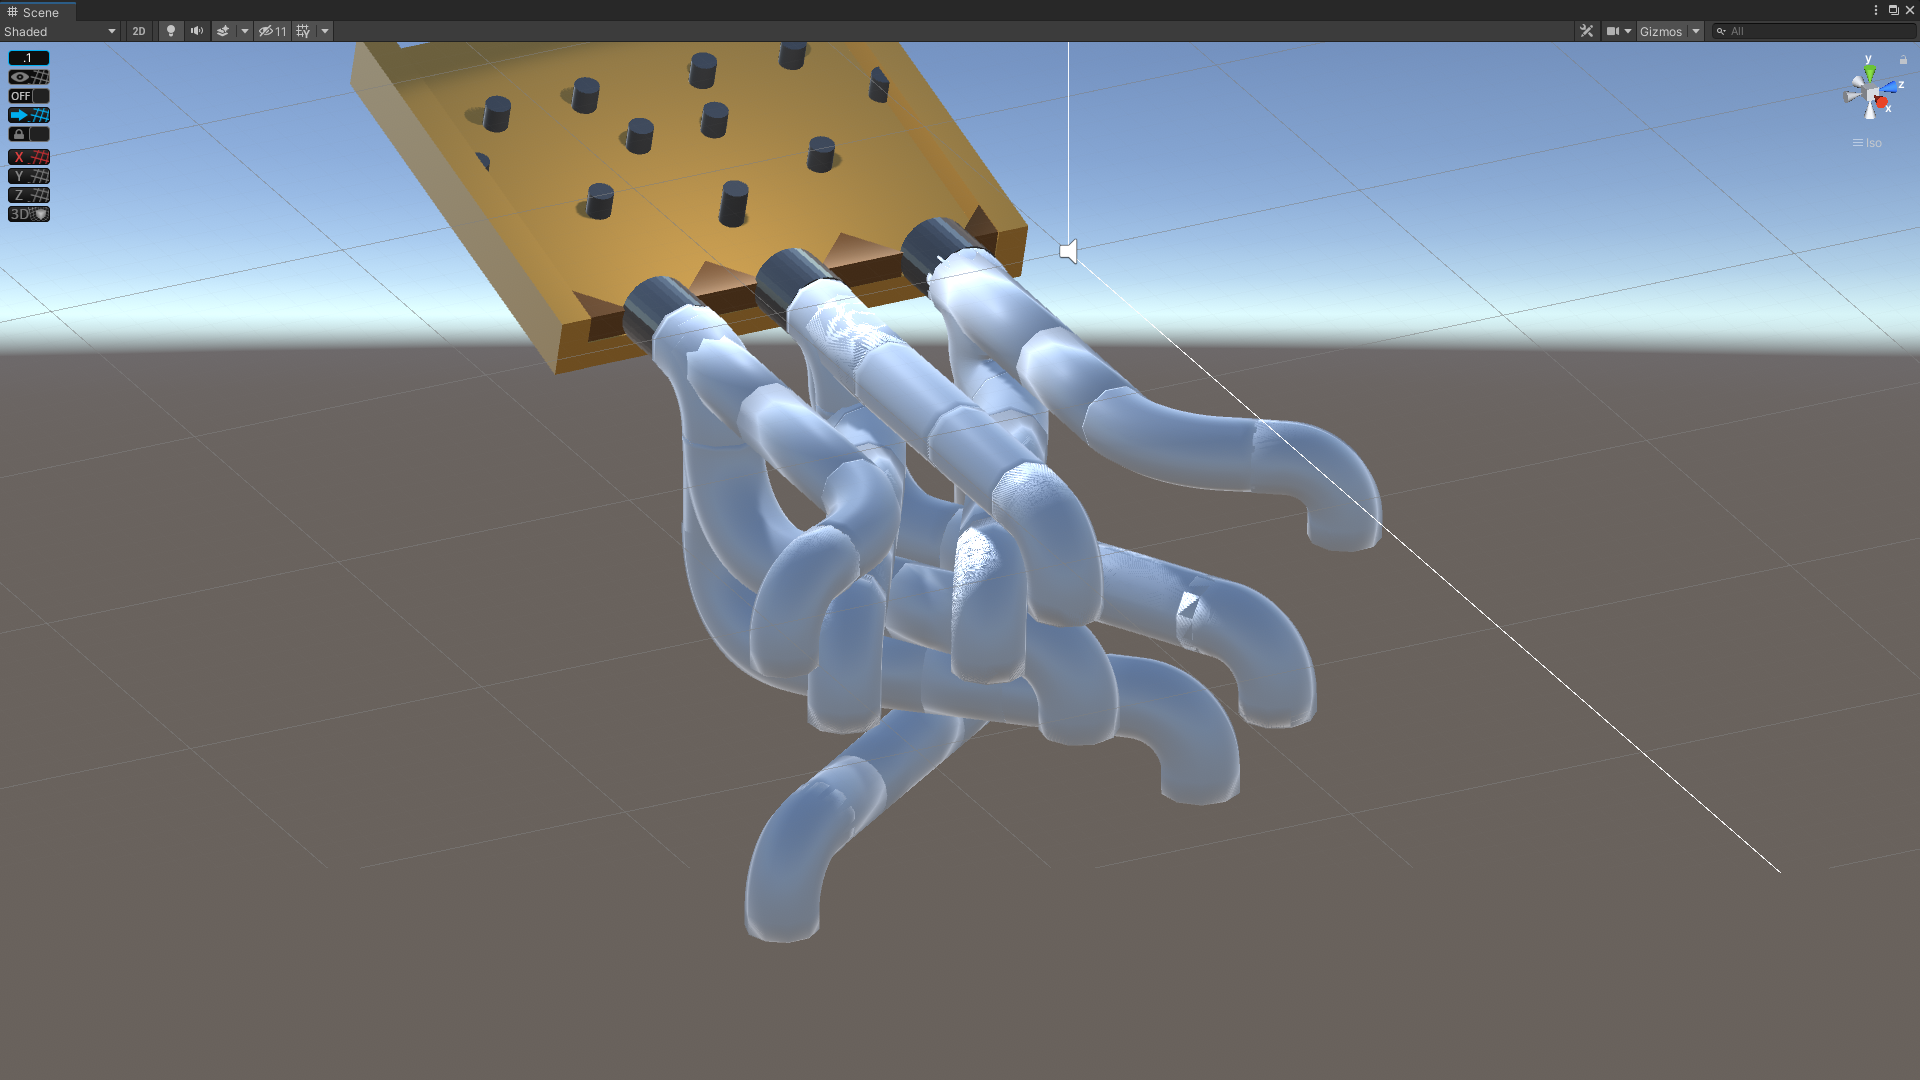 Scene
Shaded
2D
11
Gizmos
All
.1
OFF
X
Y
Z
3D
y
z
x
Iso